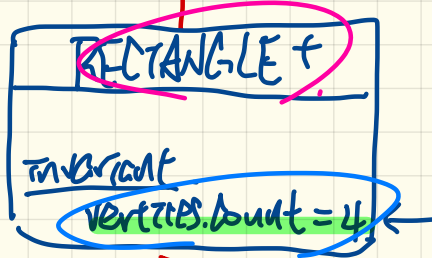 RECTANGLE +
invariant
vertices.count = 4